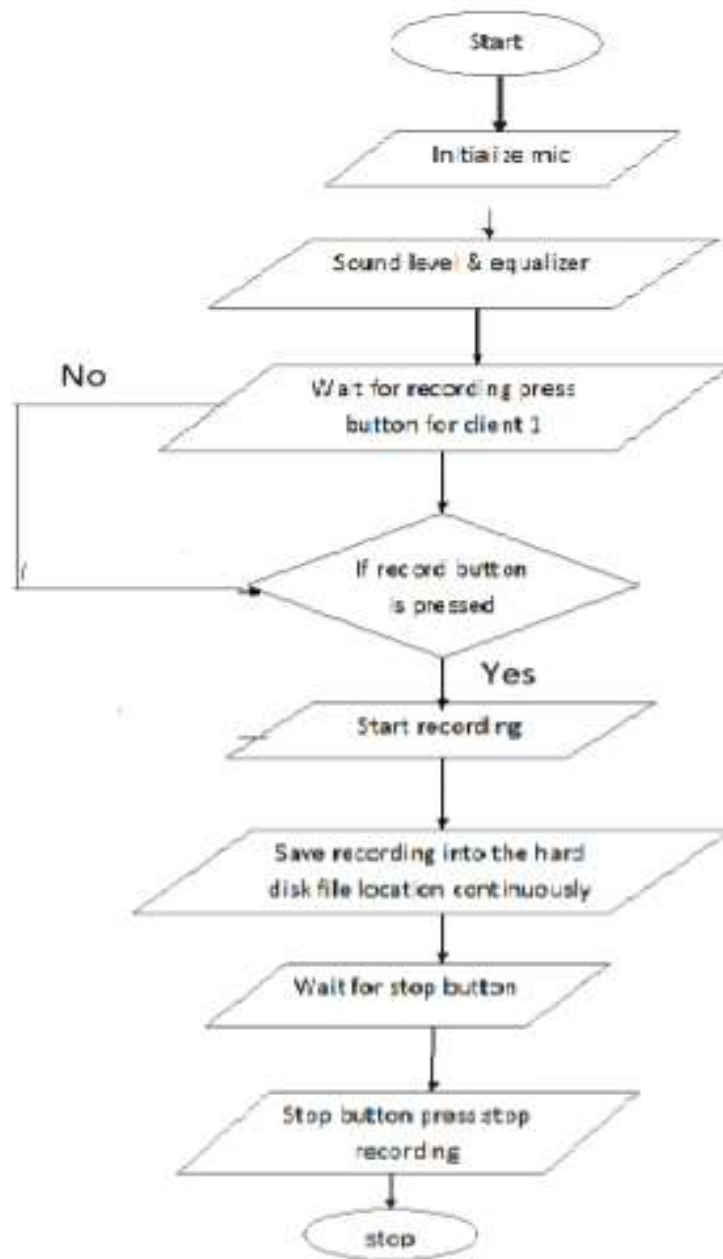 Start
Initialize mic
Sound level & equalizer
No
Wait for recording press
button for client 1
If record button
is pressed
Yes
Start recording
Save recording into the hard
disk file location continuously
Wait for stop button
Stop button press stop
recording
stop